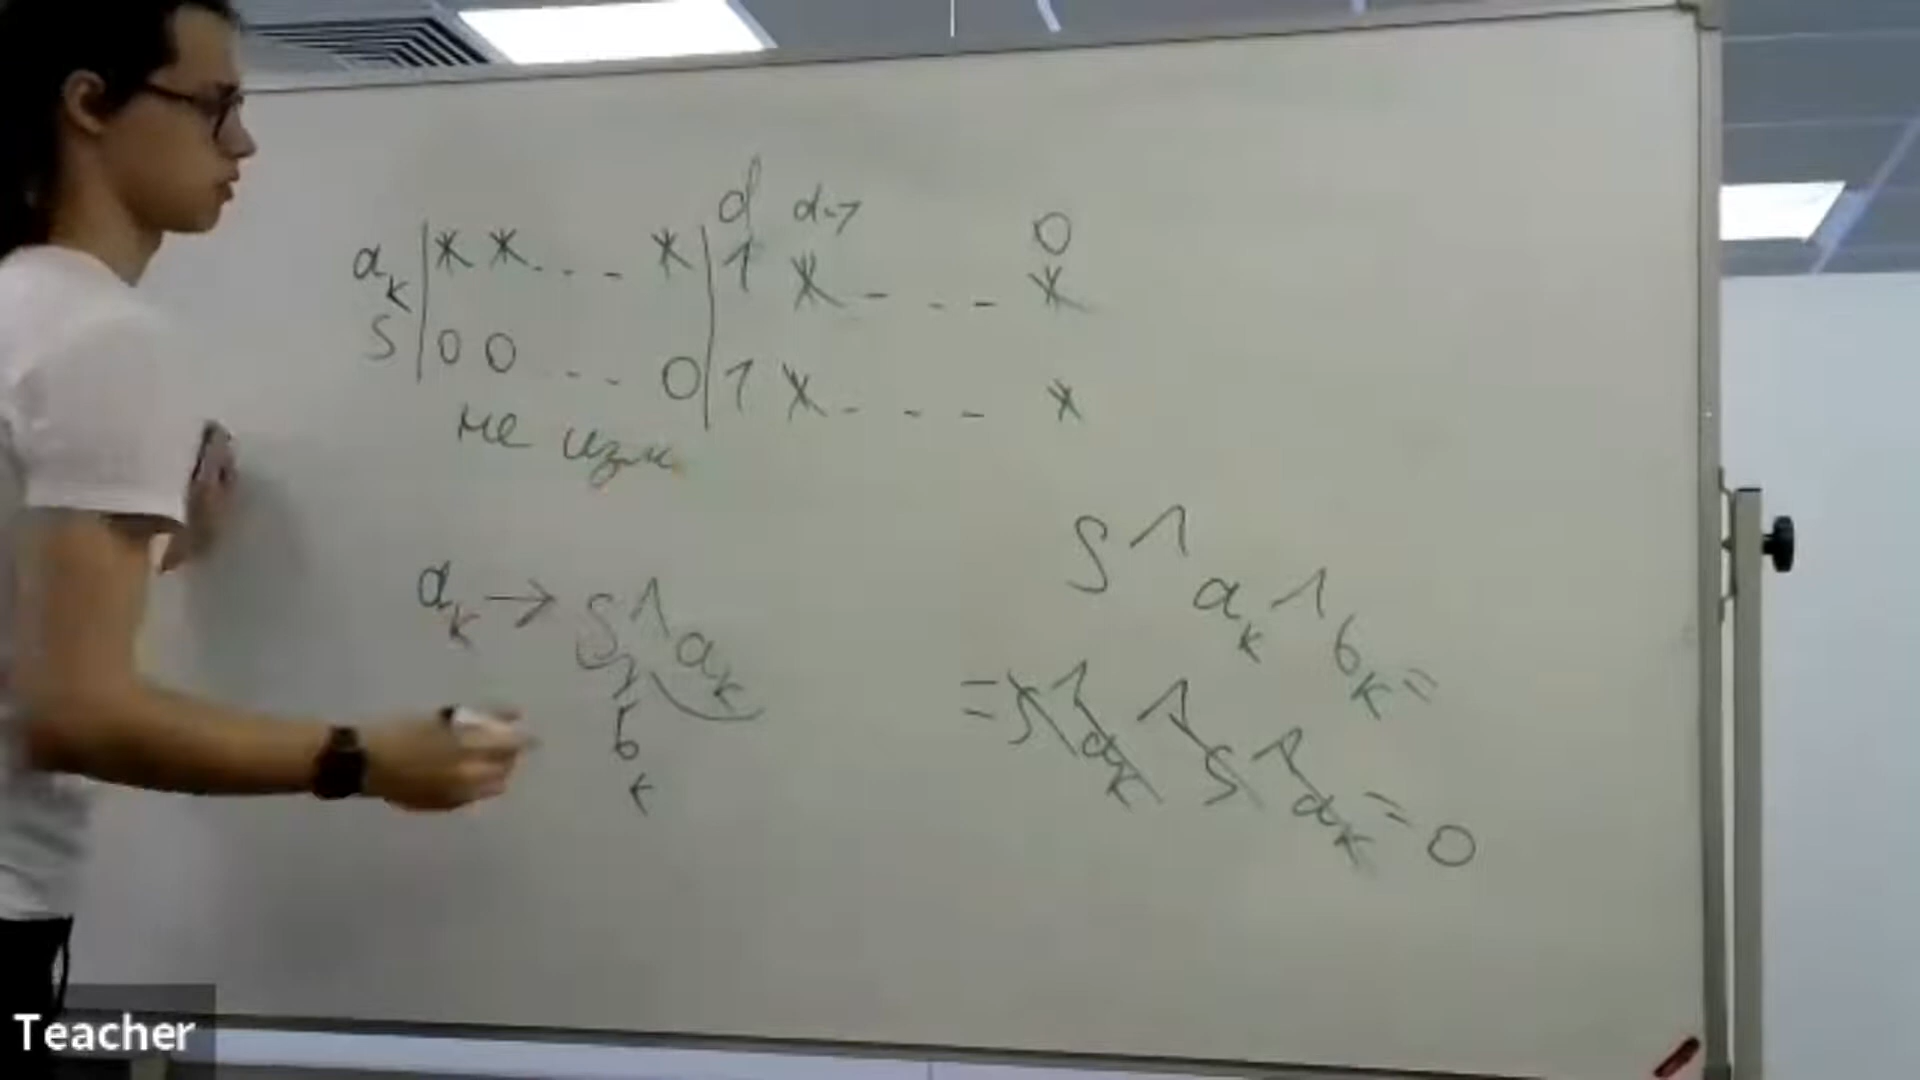 d d-1 0
a_k | * * . . - * | 1 * - - - *
S | 0 0 - - 0 | 1 * - - - *
не изм.
a_k → S ^ a_k
b_k
S ^ a_k ^ b_k =
= S ^ a_k ^ S ^ a_k = 0
Teacher